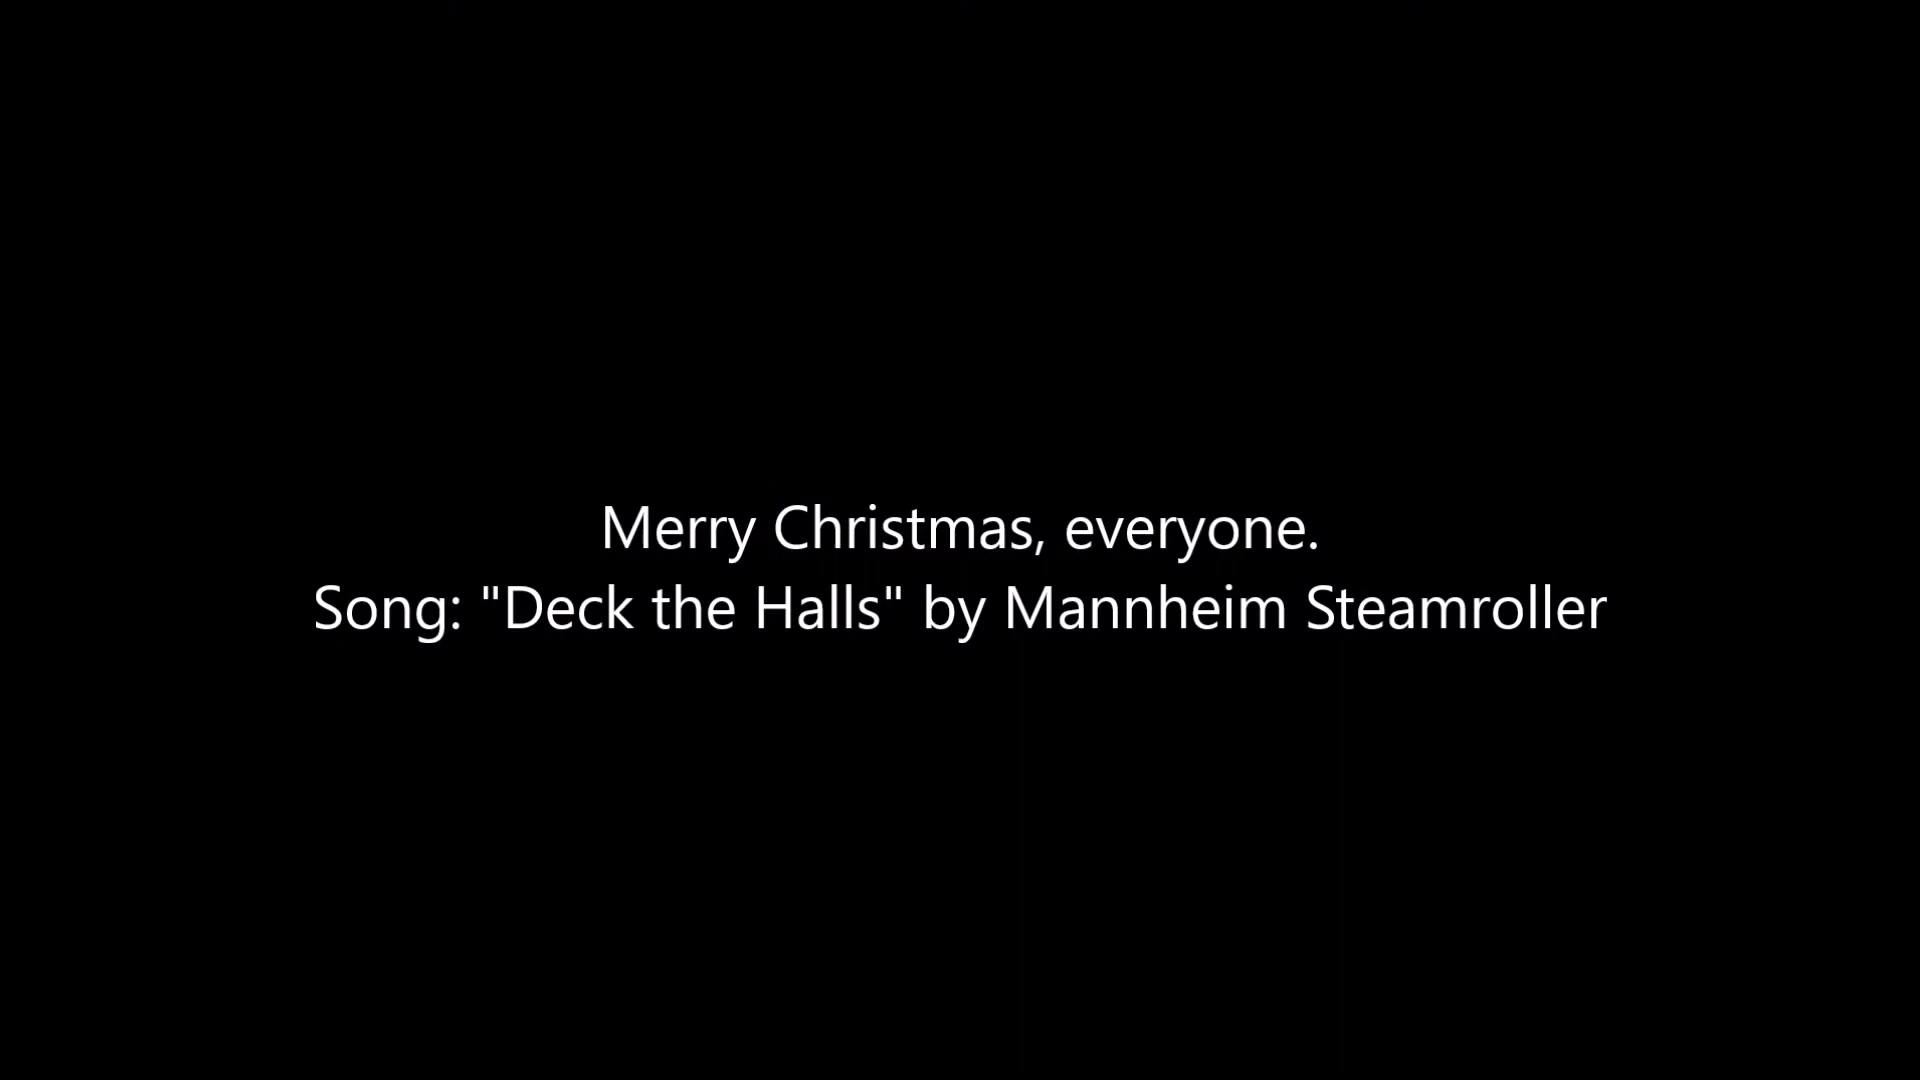 Merry Christmas, everyone.
Song: "Deck the Halls" by Mannheim Steamroller